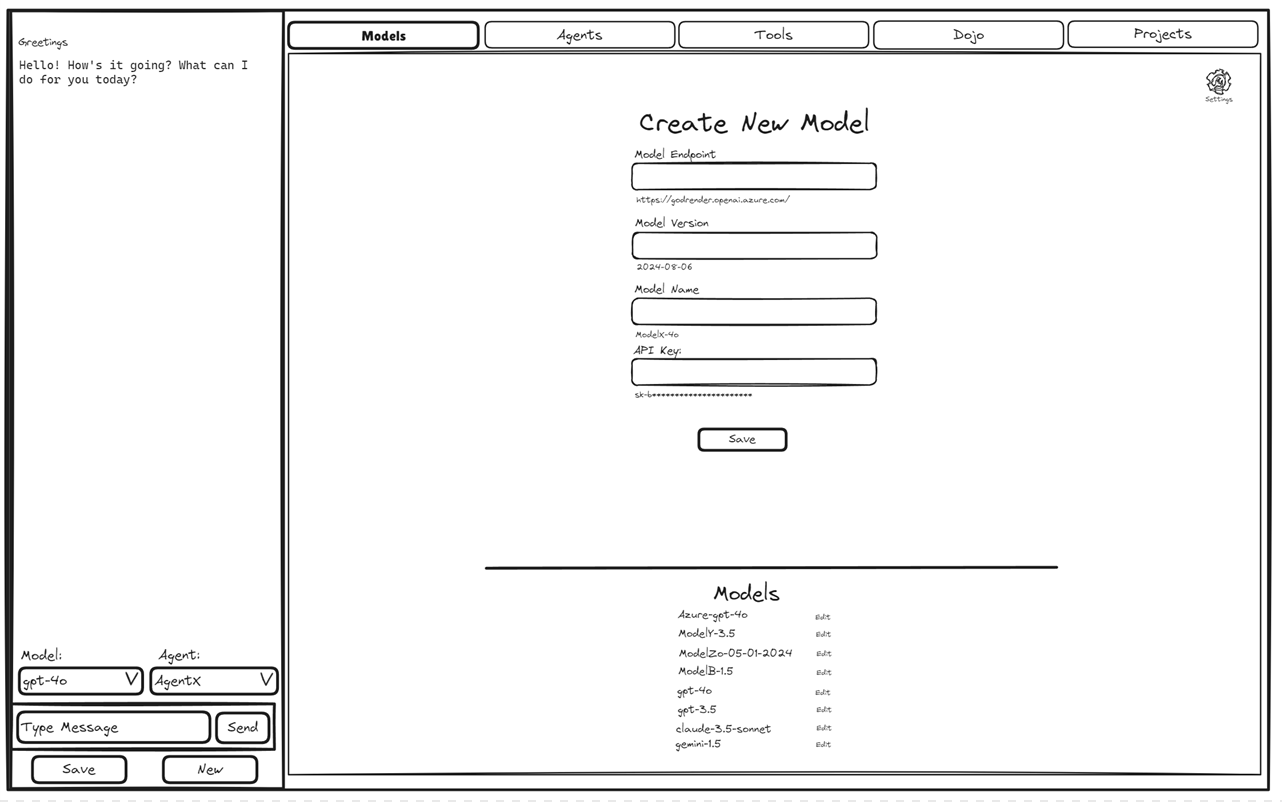 Greetings
Hello! How's it going? What can I
do for you today?
Model:
Agent:
gpt-4o V
AgentX V
Type Message
Send
Save
New
Models
Agents
Tools
Dojo
Projects
Settings
Create New Model
Model Endpoint
https://godrender.openai.azure.com/
Model Version
2024-08-06
Model Name
ModelX-4o
API Key:
sk-b**********************
Save
Models
Azure-gpt-4o Edit
ModelY-3.5 Edit
ModelZo-05-01-2024 Edit
ModelB-1.5 Edit
gpt-4o Edit
gpt-3.5 Edit
claude-3.5-sonnet Edit
gemini-1.5 Edit